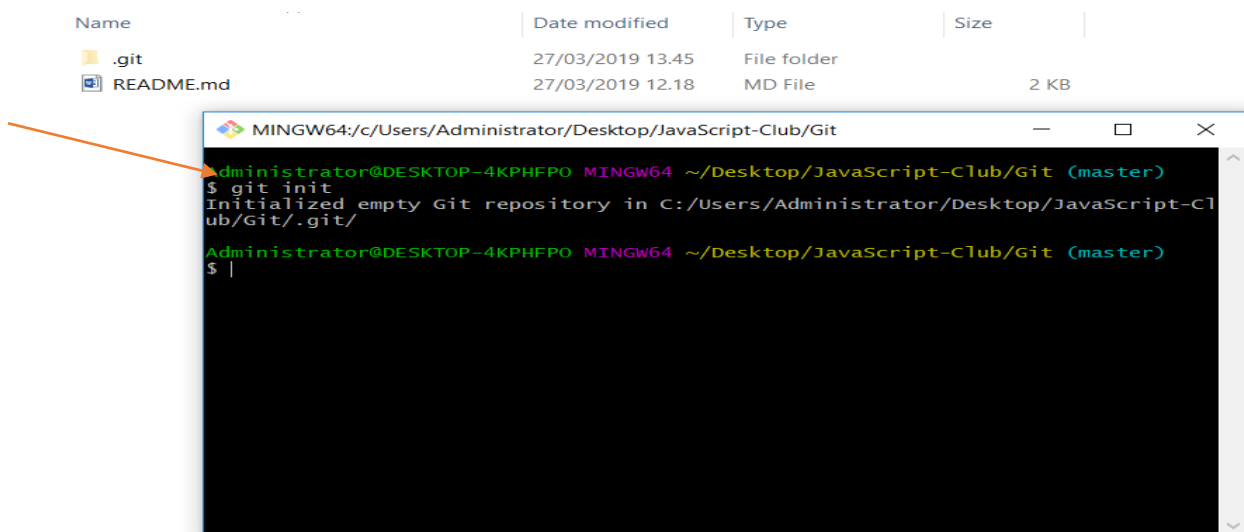 Name Date modified Type Size
.git 27/03/2019 13.45 File folder
README.md 27/03/2019 12.18 MD File 2 KB
MINGW64:/c/Users/Administrator/Desktop/JavaScript-Club/Git
Administrator@DESKTOP-4KPHFPO MINGW64 ~/Desktop/JavaScript-Club/Git (master)
$ git init
Initialized empty Git repository in C:/Users/Administrator/Desktop/JavaScript-Cl
ub/Git/.git/
Administrator@DESKTOP-4KPHFPO MINGW64 ~/Desktop/JavaScript-Club/Git (master)
$